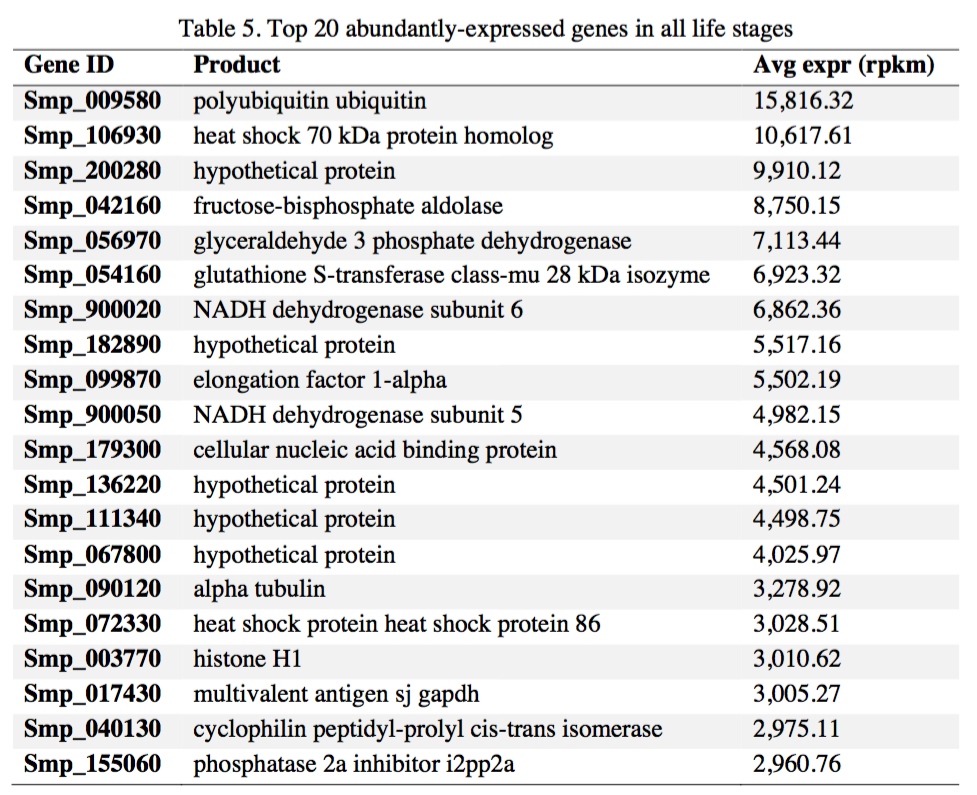 Table 5. Top 20 abundantly-expressed genes in all life stages
Gene ID Product Avg expr (rpkm)
Smp_009580 polyubiquitin ubiquitin 15,816.32
Smp_106930 heat shock 70 kDa protein homolog 10,617.61
Smp_200280 hypothetical protein 9,910.12
Smp_042160 fructose-bisphosphate aldolase 8,750.15
Smp_056970 glyceraldehyde 3 phosphate dehydrogenase 7,113.44
Smp_054160 glutathione S-transferase class-mu 28 kDa isozyme 6,923.32
Smp_900020 NADH dehydrogenase subunit 6 6,862.36
Smp_182890 hypothetical protein 5,517.16
Smp_099870 elongation factor 1-alpha 5,502.19
Smp_900050 NADH dehydrogenase subunit 5 4,982.15
Smp_179300 cellular nucleic acid binding protein 4,568.08
Smp_136220 hypothetical protein 4,501.24
Smp_111340 hypothetical protein 4,498.75
Smp_067800 hypothetical protein 4,025.97
Smp_090120 alpha tubulin 3,278.92
Smp_072330 heat shock protein heat shock protein 86 3,028.51
Smp_003770 histone H1 3,010.62
Smp_017430 multivalent antigen sj gapdh 3,005.27
Smp_040130 cyclophilin peptidyl-prolyl cis-trans isomerase 2,975.11
Smp_155060 phosphatase 2a inhibitor i2pp2a 2,960.76